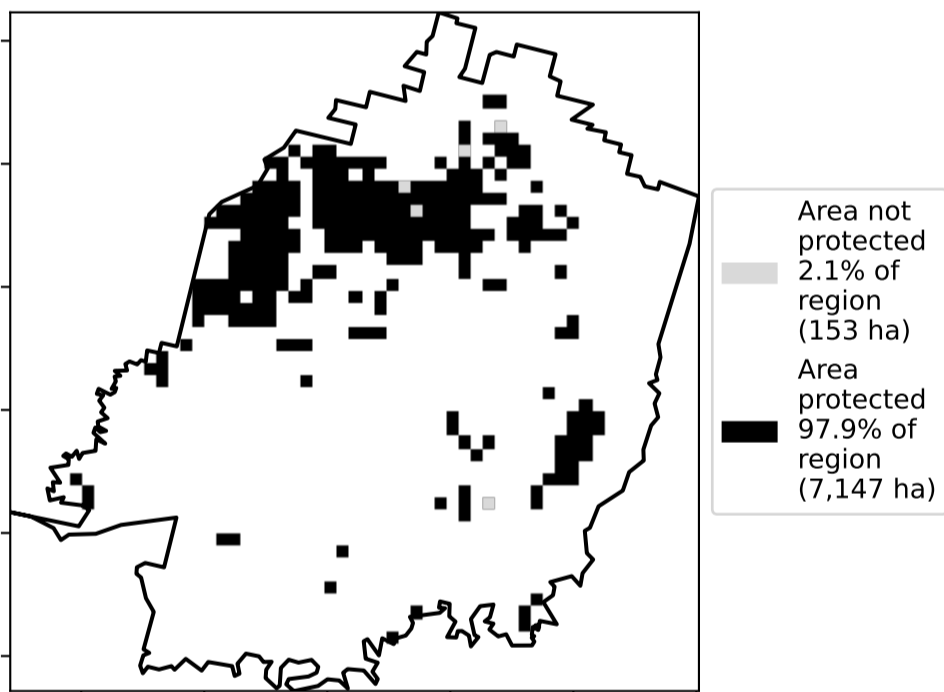 Area not
protected
2.1% of
region
(153 ha)
Area
protected
97.9% of
region
(7,147 ha)